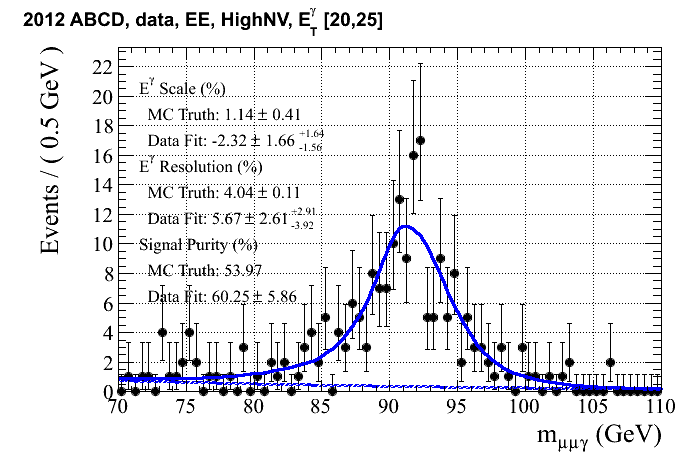 2012 ABCD, data, EE, HighNV, E_T^γ [20,25]
Events / ( 0.5 GeV )
22
20
18
16
14
12
10
8
6
4
2
0
E^γ Scale (%)
MC Truth: 1.14 ± 0.41
Data Fit: -2.32 ± 1.66 +1.64 -1.56
E^γ Resolution (%)
MC Truth: 4.04 ± 0.11
Data Fit: 5.67 ± 2.61 +2.91 -3.92
Signal Purity (%)
MC Truth: 53.97
Data Fit: 60.25 ± 5.86
70 75 80 85 90 95 100 105 110
m_μμγ (GeV)